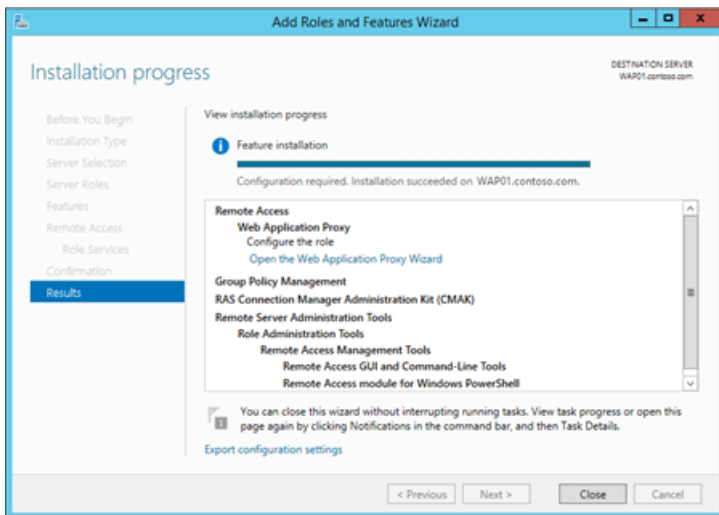 Add Roles and Features Wizard
Installation progress
DESTINATION SERVER
WAP01.contoso.com
Before You Begin
Installation Type
Server Selection
Server Roles
Features
Remote Access
Role Services
Confirmation
Results
View installation progress
Feature installation
Configuration required. Installation succeeded on WAP01.contoso.com.
Remote Access
Web Application Proxy
Configure the role
Open the Web Application Proxy Wizard
Group Policy Management
RAS Connection Manager Administration Kit (CMAK)
Remote Server Administration Tools
Role Administration Tools
Remote Access Management Tools
Remote Access GUI and Command-Line Tools
Remote Access module for Windows PowerShell
You can close this wizard without interrupting running tasks. View task progress or open this
page again by clicking Notifications in the command bar, and then Task Details.
Export configuration settings
< Previous
Next >
Close
Cancel